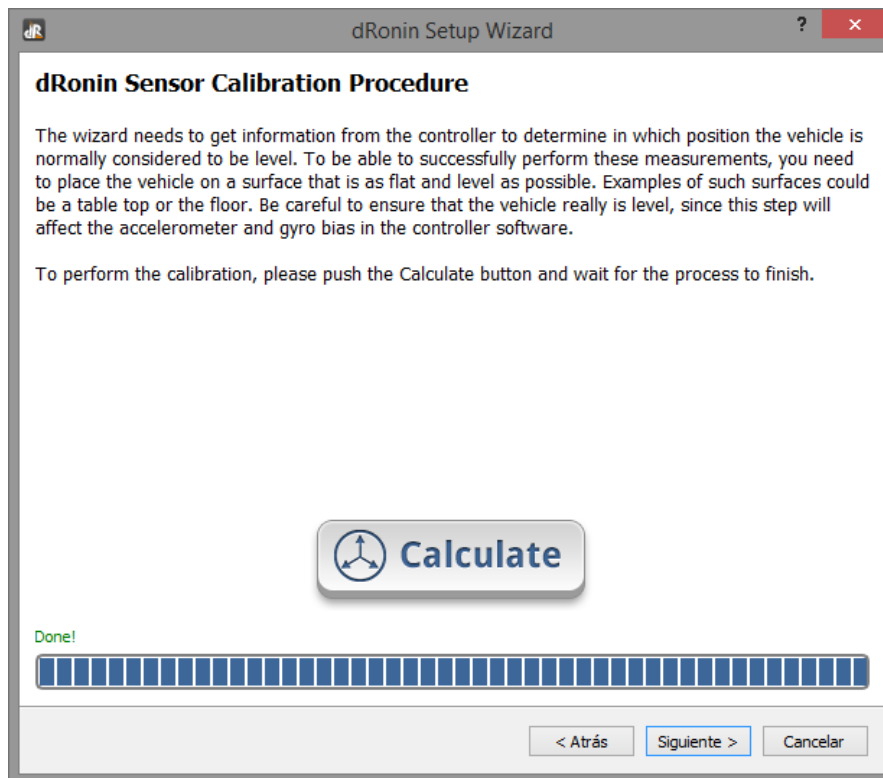 dR
dRonin Setup Wizard
?
dRonin Sensor Calibration Procedure
The wizard needs to get information from the controller to determine in which position the vehicle is
normally considered to be level. To be able to successfully perform these measurements, you need
to place the vehicle on a surface that is as flat and level as possible. Examples of such surfaces could
be a table top or the floor. Be careful to ensure that the vehicle really is level, since this step will
affect the accelerometer and gyro bias in the controller software.
To perform the calibration, please push the Calculate button and wait for the process to finish.
Calculate
Done!
< Atrás
Siguiente >
Cancelar